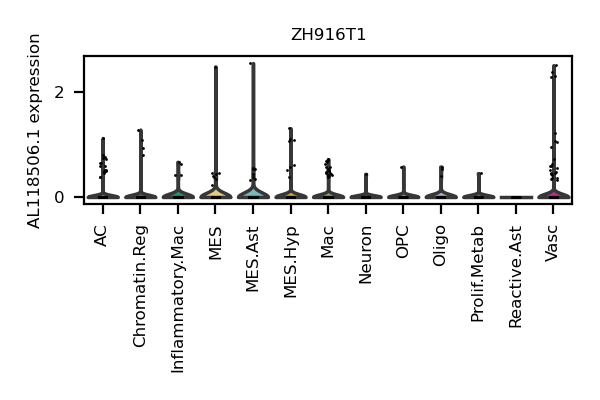 ZH916T1
AL118506.1 expression
2
0
AC
Chromatin.Reg
Inflammatory.Mac
MES
MES.Ast
MES.Hyp
Mac
Neuron
OPC
Oligo
Prolif.Metab
Reactive.Ast
Vasc